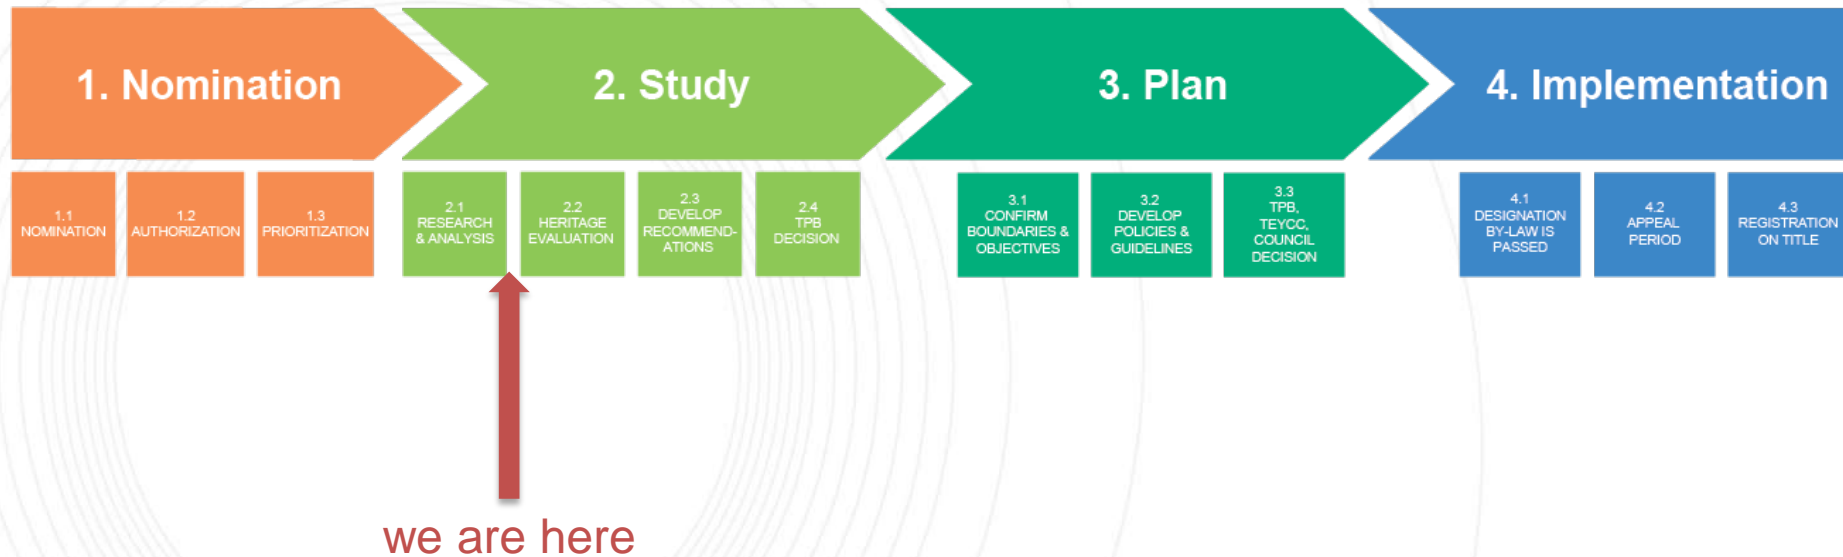 1. Nomination
2. Study
3. Plan
4. Implementation
1.1
NOMINATION
1.2
AUTHORIZATION
1.3
PRIORITIZATION
2.1
RESEARCH
& ANALYSIS
2.2
HERITAGE
EVALUATION
2.3
DEVELOP
RECOMMEND-
ATIONS
2.4
TPB
DECISION
3.1
CONFIRM
BOUNDARIES &
OBJECTIVES
3.2
DEVELOP
POLICIES &
GUIDELINES
3.3
TPB,
TEYCC,
COUNCIL
DECISION
4.1
DESIGNATION
BY-LAW IS
PASSED
4.2
APPEAL
PERIOD
4.3
REGISTRATION
ON TITLE
we are here